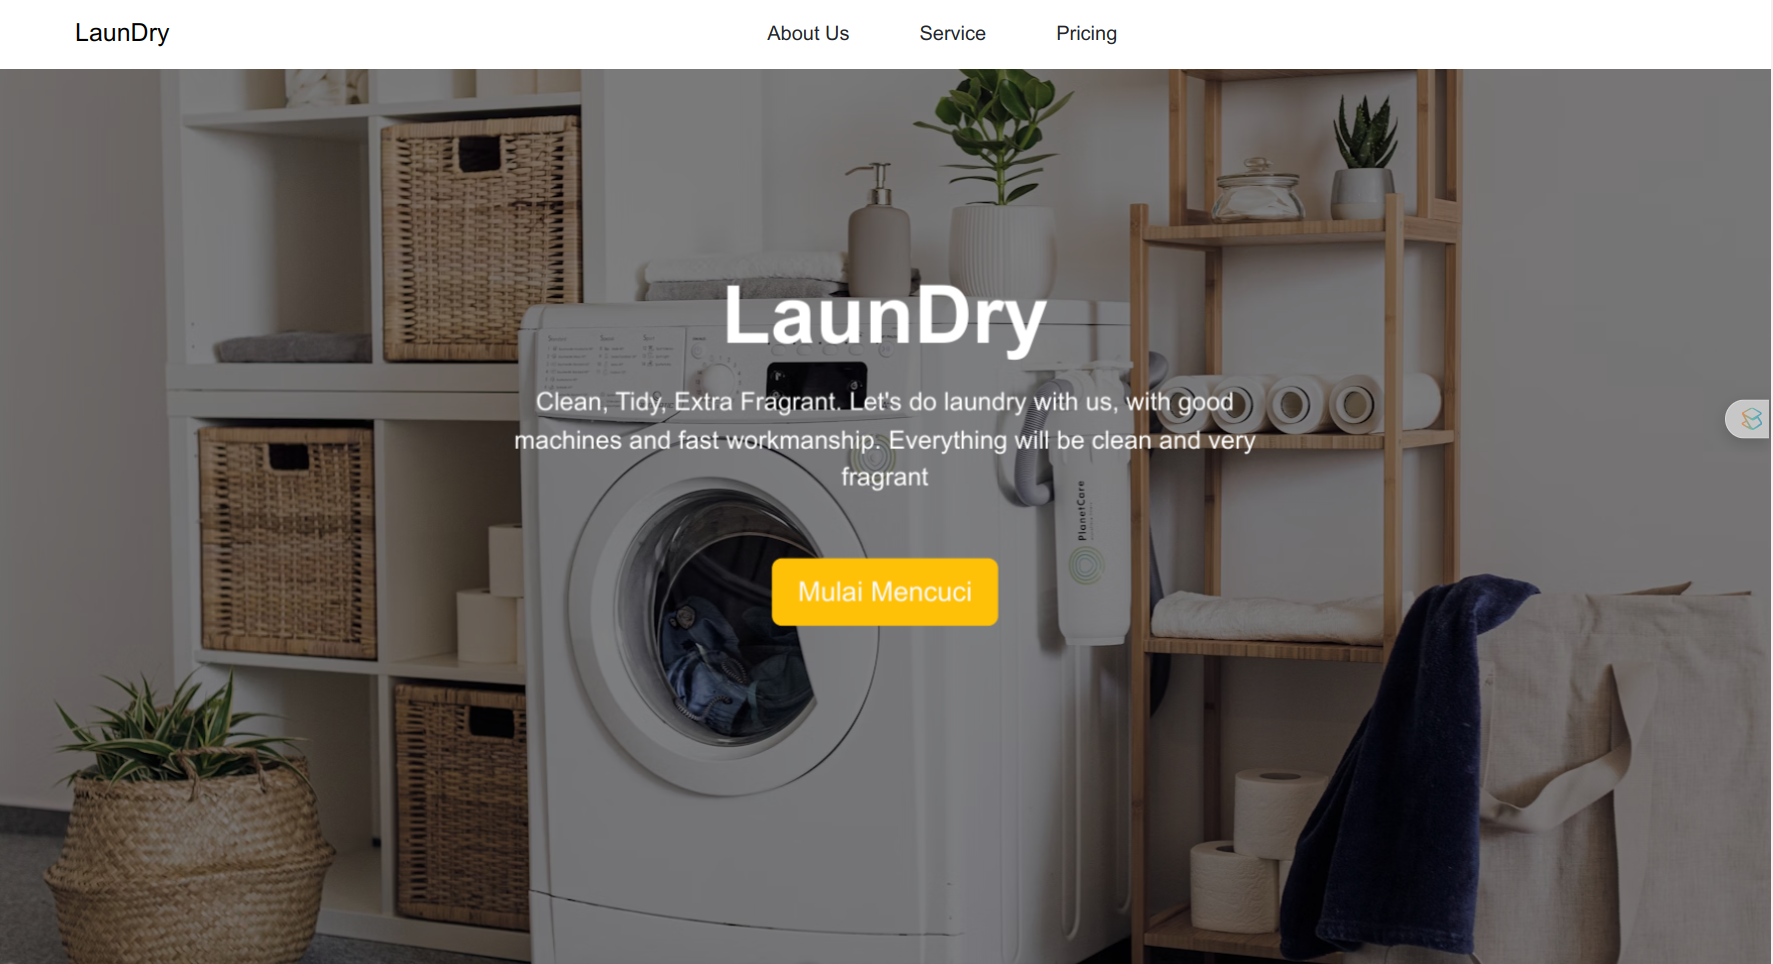 LaunDry
About Us
Service
Pricing
LaunDry
Clean, Tidy, Extra Fragrant. Let's do laundry with us, with good
machines and fast workmanship. Everything will be clean and very
fragrant
PlanetCare
Mulai Mencuci